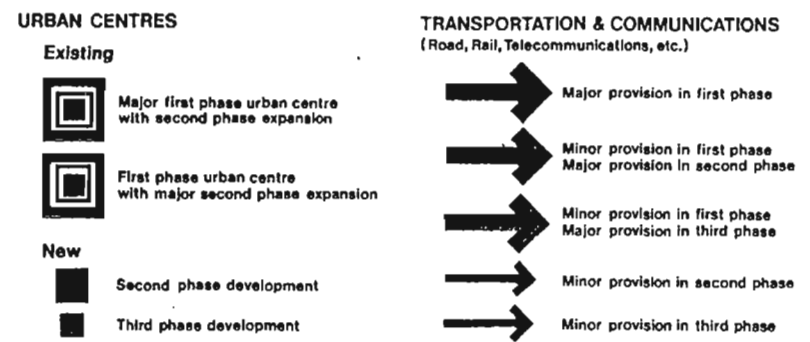 URBAN CENTRES
Existing
Major first phase urban centre
with second phase expansion
First phase urban centre
with major second phase expansion
New
Second phase development
Third phase development
TRANSPORTATION & COMMUNICATIONS
(Road, Rail, Telecommunications, etc.)
Major provision in first phase
Minor provision in first phase
Major provision in second phase
Minor provision in first phase
Major provision in third phase
Minor provision in second phase
Minor provision in third phase